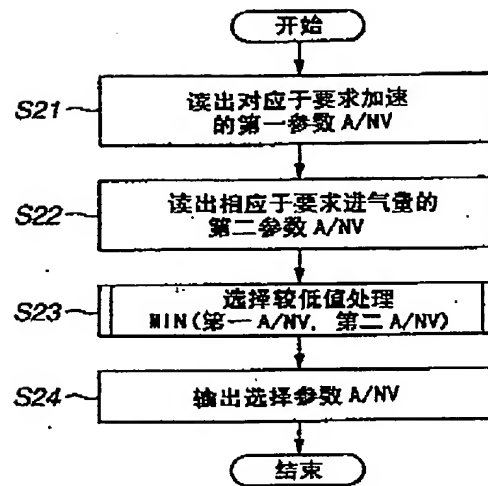 开始
S21
读出对应于要求加速
的第一参数 A/NV
S22
读出相应于要求进气量的
第二参数 A/NV
S23
选择较低值处理
MIN(第一 A/NV, 第二 A/NV)
S24
输出选择参数 A/NV
结束